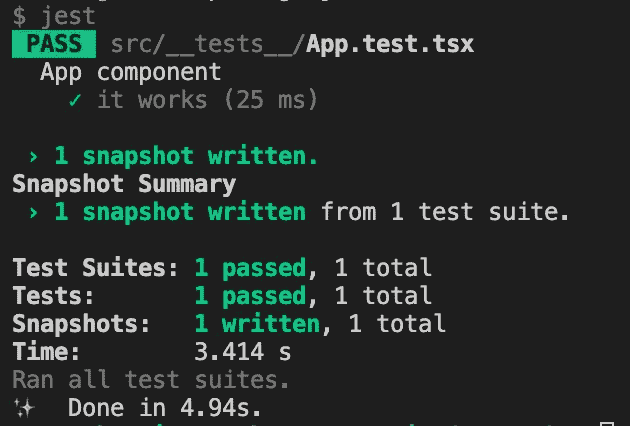 $ jest
PASS src/__tests__/App.test.tsx
App component
✓ it works (25 ms)
› 1 snapshot written.
Snapshot Summary
› 1 snapshot written from 1 test suite.
Test Suites: 1 passed, 1 total
Tests: 1 passed, 1 total
Snapshots: 1 written, 1 total
Time: 3.414 s
Ran all test suites.
✨ Done in 4.94s.